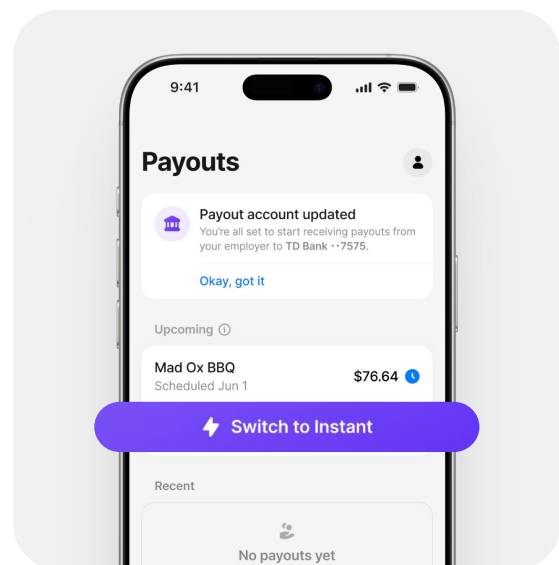 9:41
Payouts
Payout account updated
You're all set to start receiving payouts from
your employer to TD Bank ··7575.
Okay, got it
Upcoming
Mad Ox BBQ
$76.64
Scheduled Jun 1
Switch to Instant
Recent
No payouts yet